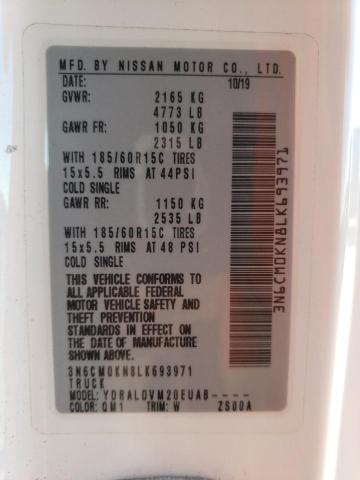 MFD. BY NISSAN MOTOR CO., LTD.
DATE: 10/19
GVWR: 2165 KG
4773 LB
GAWR FR: 1050 KG
2315 LB
WITH 185/60R15C TIRES
15x5.5 RIMS AT 44PSI
COLD SINGLE
GAWR RR: 1150 KG
2535 LB
WITH 185/60R15C TIRES
15x5.5 RIMS AT 48 PSI
COLD SINGLE
THIS VEHICLE CONFORMS TO
ALL APPLICABLE FEDERAL
MOTOR VEHICLE SAFETY AND
THEFT PREVENTION
STANDARDS IN EFFECT ON
THE DATE OF MANUFACTURE
SHOWN ABOVE.
3N6CM0KN8LK693971
TRUCK
MODEL: YDRALDVM20EUAB----
COLOR: QM1 TRIM: W ZS00A
3N6CM0KN8LK693971